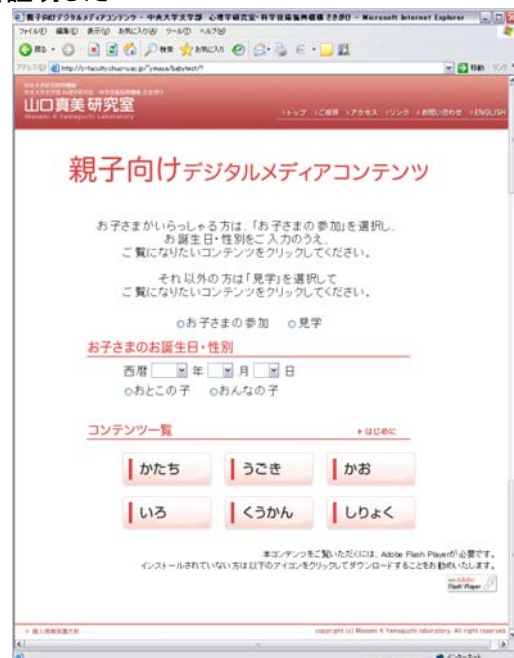 親子向けデジタルメディアコンテンツ - 中央大学文学部 心理学研究室・科学技術振興機構 さきがけ - Microsoft Internet Explorer
ファイル(F) 編集(E) 表示(V) お気に入り(A) ツール(T) ヘルプ(H)
戻る 検索 お気に入り
アドレス(D) http://c-faculty.chuo-u.ac.jp/~ymasa/babytest/ 移動 リンク
山口真美研究室
Masami K Yamaguchi Laboratory
トップ ご挨拶 アクセス リンク お問い合わせ ENGLISH
親子向けデジタルメディアコンテンツ
お子さまがいらっしゃる方は、「お子さまの参加」を選択し、
お誕生日・性別をご入力のうえ、
ご覧になりたいコンテンツをクリックしてください。
それ以外の方は「見学」を選択して
ご覧になりたいコンテンツをクリックしてください。
お子さまの参加 見学
お子さまのお誕生日・性別
西暦 年 月 日
おとこの子 おんなの子
コンテンツ一覧 はじめに
かたち うごき かお
いろ くうかん しりょく
本コンテンツをご覧いただくには、Adobe Flash Playerが必要です。
インストールされていない方は以下のアイコンをクリックしてダウンロードすることをお勧めいたします。
Flash Player
個人情報保護方針 copyright (c) Masami K Yamaguchi laboratory. All right reserved.
インターネット